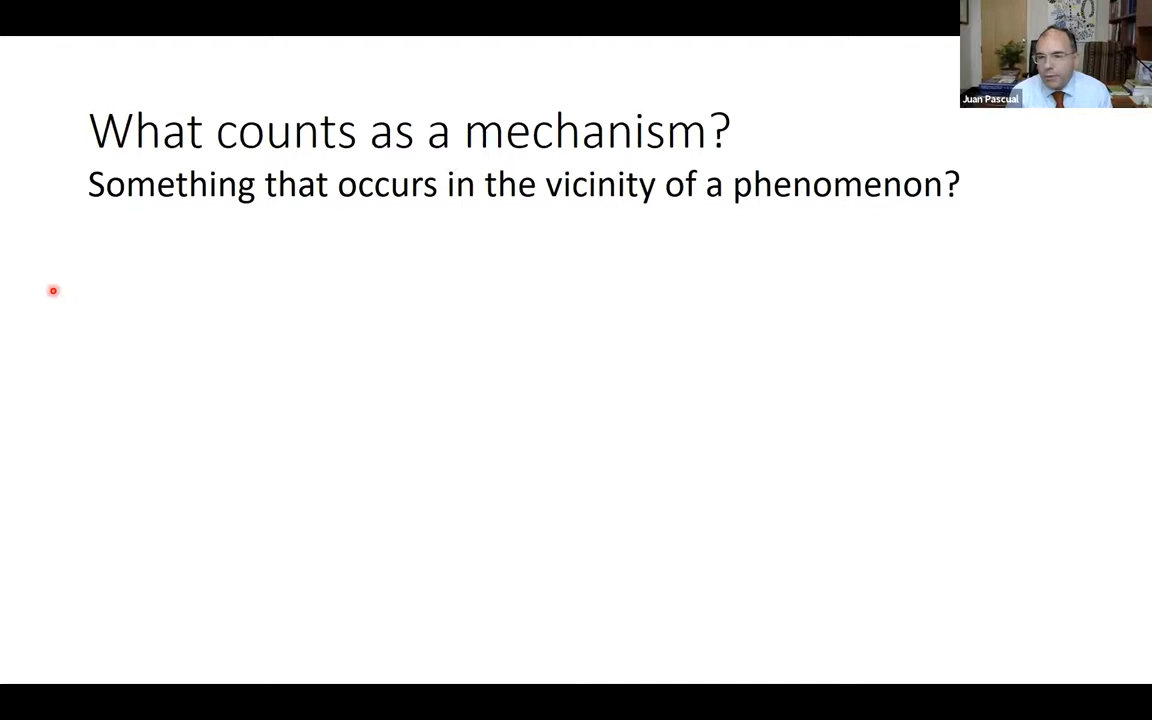 Juan Pascual
What counts as a mechanism?
Something that occurs in the vicinity of a phenomenon?